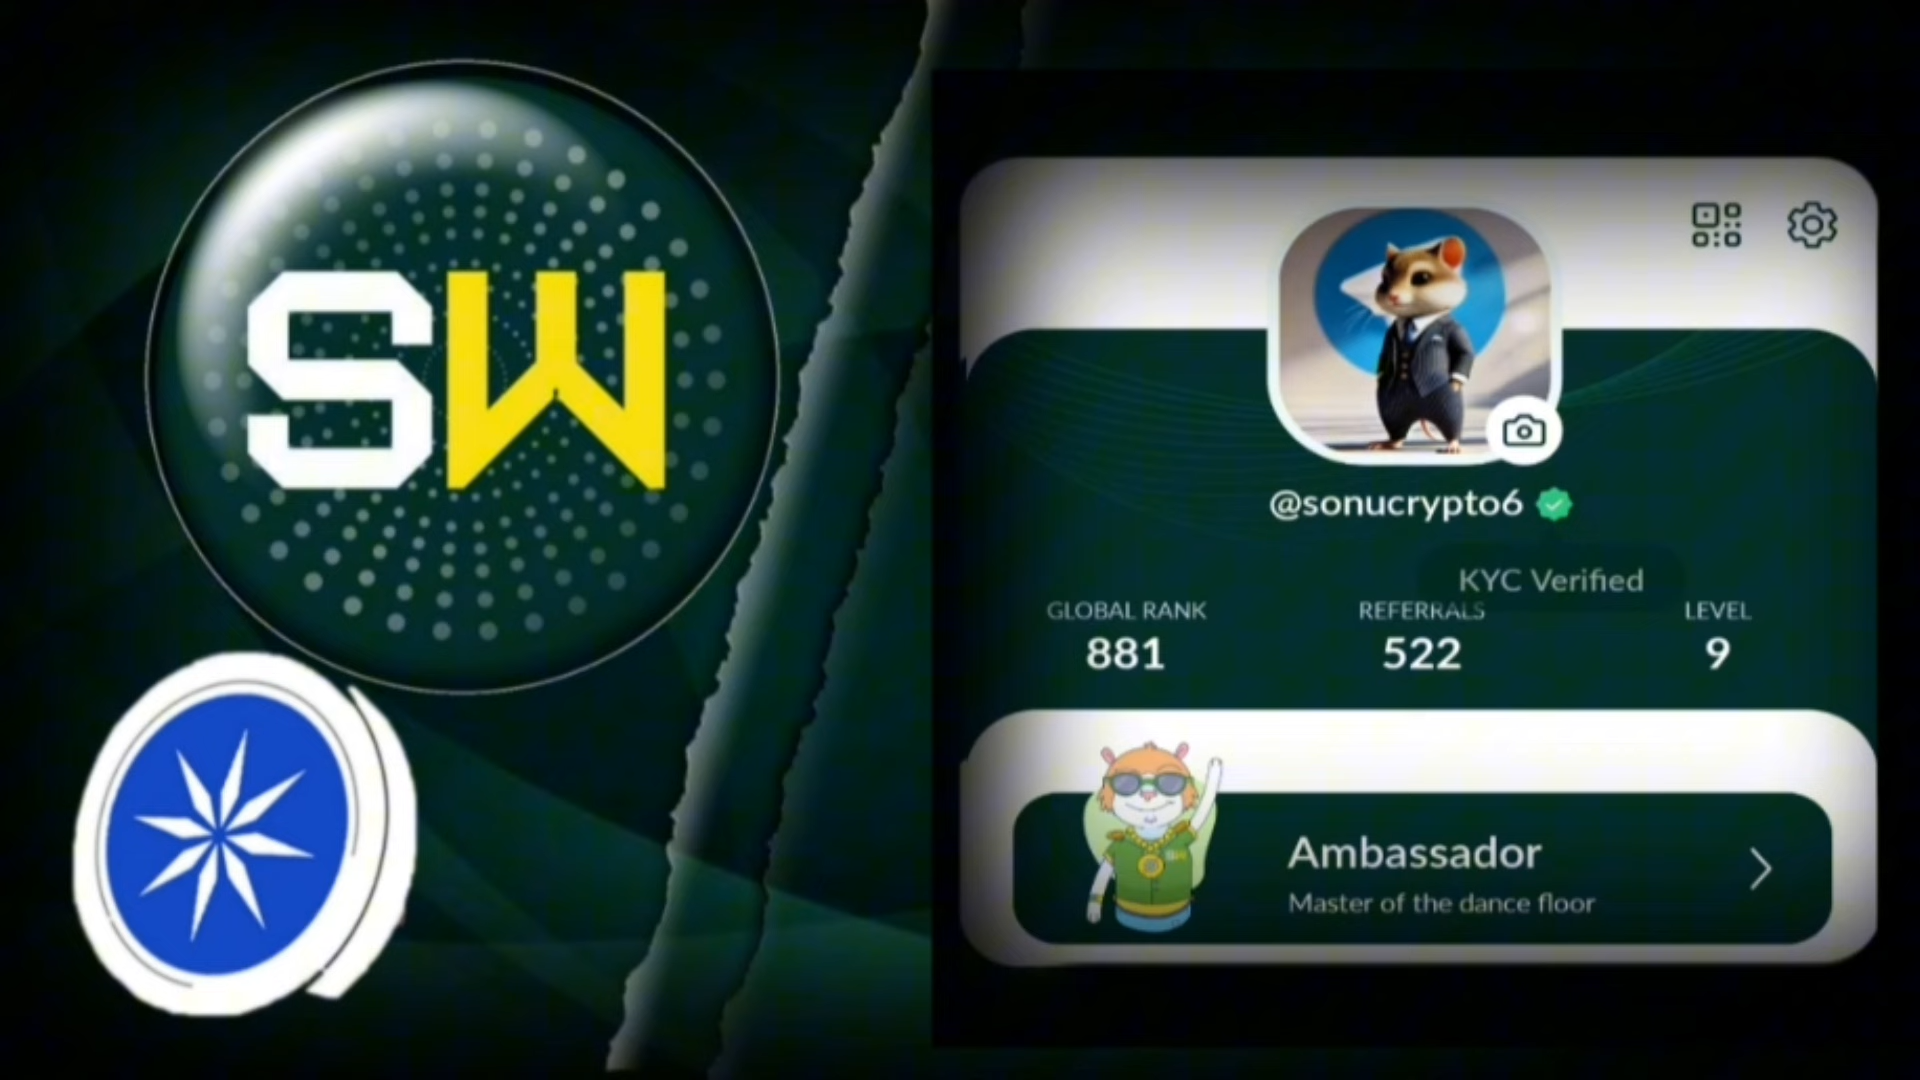 SW
@sonucrypto6
KYC Verified
GLOBAL RANK REFERRALS LEVEL
881 522 9
Ambassador
Master of the dance floor